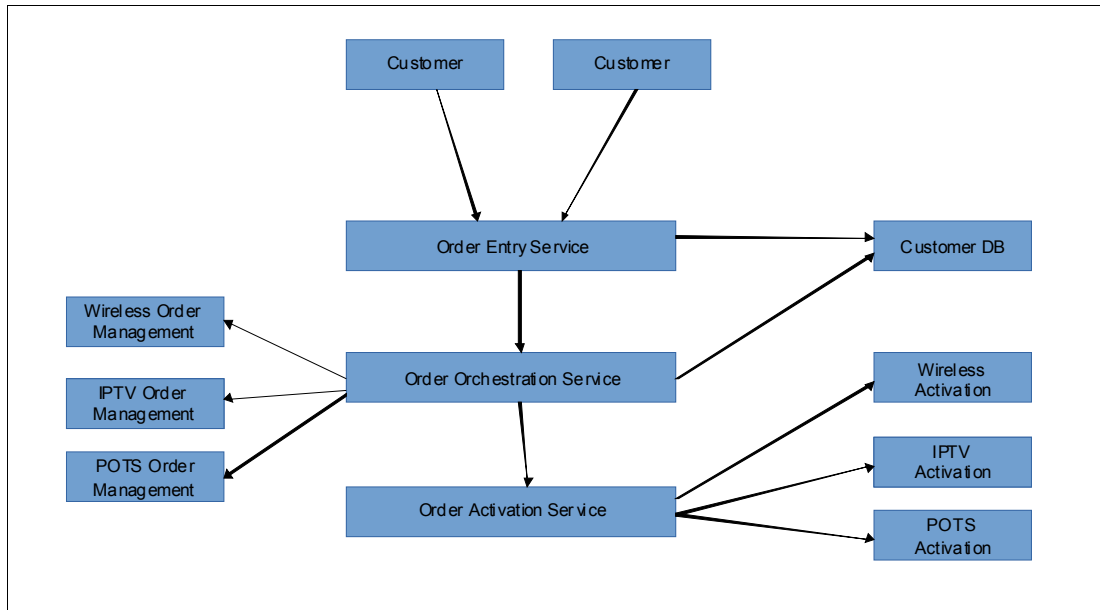 Customer
Customer
Order Entry Service
Customer DB
Wireless Order
Management
Order Orchestration Service
Wireless
Activation
IPTV Order
Management
IPTV
Activation
POTS Order
Management
Order Activation Service
POTS
Activation